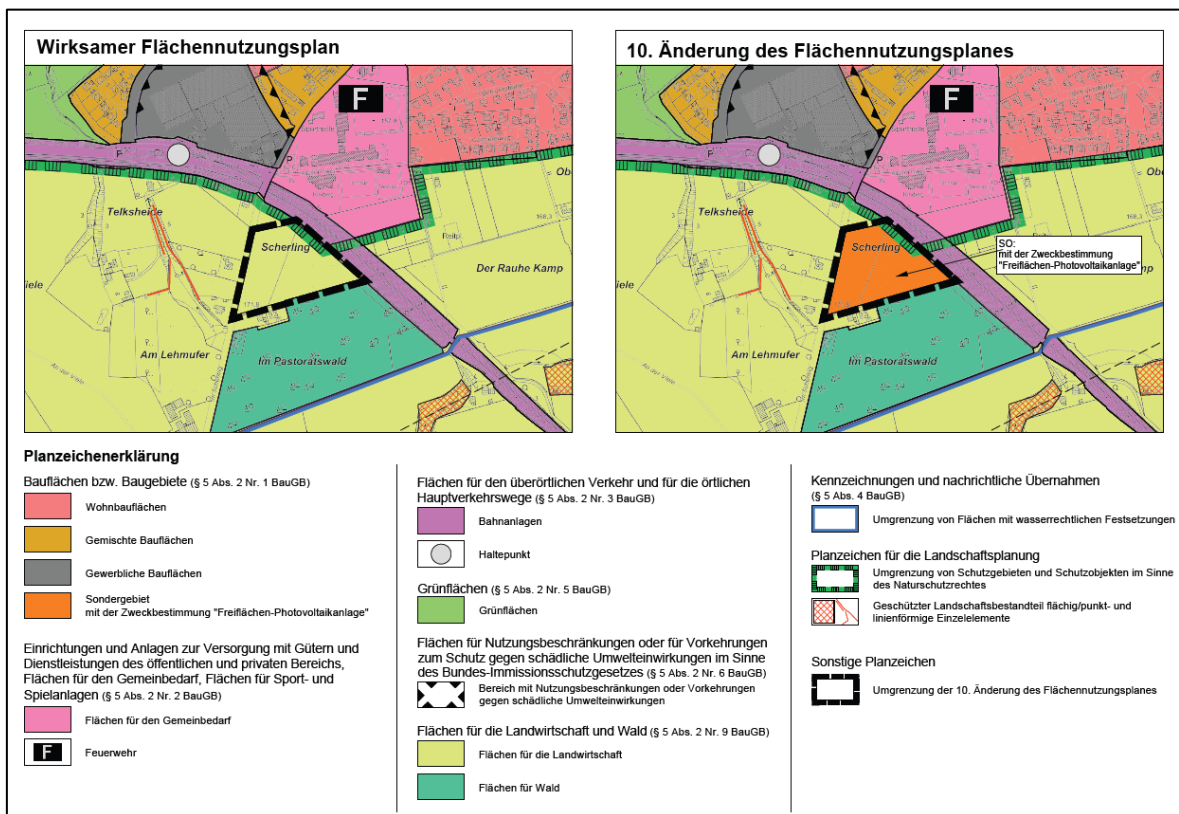 Wirksamer Flächennutzungsplan
F
P
Telksheide
Scherling
Der Rauhe Kamp
Am Lehmufer
Im Pastoratswald
168.3
10. Änderung des Flächennutzungsplanes
F
P
Telksheide
Scherling
SO:
mit der Zweckbestimmung
"Freiflächen-Photovoltaikanlage"
Am Lehmufer
Im Pastoratswald
168.3
Planzeichenerklärung
Bauflächen bzw. Baugebiete (§ 5 Abs. 2 Nr. 1 BauGB)
Wohnbauflächen
Gemischte Bauflächen
Gewerbliche Bauflächen
Sondergebiet
mit der Zweckbestimmung "Freiflächen-Photovoltaikanlage"
Einrichtungen und Anlagen zur Versorgung mit Gütern und
Dienstleistungen des öffentlichen und privaten Bereichs,
Flächen für den Gemeinbedarf, Flächen für Sport- und
Spielanlagen (§ 5 Abs. 2 Nr. 2 BauGB)
Flächen für den Gemeinbedarf
F
Feuerwehr
Flächen für den überörtlichen Verkehr und für die örtlichen
Hauptverkehrswege (§ 5 Abs. 2 Nr. 3 BauGB)
Bahnanlagen
Haltepunkt
Grünflächen (§ 5 Abs. 2 Nr. 5 BauGB)
Grünflächen
Flächen für Nutzungsbeschränkungen oder für Vorkehrungen
zum Schutz gegen schädliche Umwelteinwirkungen im Sinne
des Bundes-Immissionsschutzgesetzes (§ 5 Abs. 2 Nr. 6 BauGB)
Bereich mit Nutzungsbeschränkungen oder Vorkehrungen
gegen schädliche Umwelteinwirkungen
Flächen für die Landwirtschaft und Wald (§ 5 Abs. 2 Nr. 9 BauGB)
Flächen für die Landwirtschaft
Flächen für Wald
Kennzeichnungen und nachrichtliche Übernahmen
(§ 5 Abs. 4 BauGB)
Umgrenzung von Flächen mit wasserrechtlichen Festsetzungen
Planzeichen für die Landschaftsplanung
Umgrenzung von Schutzgebieten und Schutzobjekten im Sinne
des Naturschutzrechtes
Geschützter Landschaftsbestandteil flächig/punkt- und
linienförmige Einzelelemente
Sonstige Planzeichen
Umgrenzung der 10. Änderung des Flächennutzungsplanes